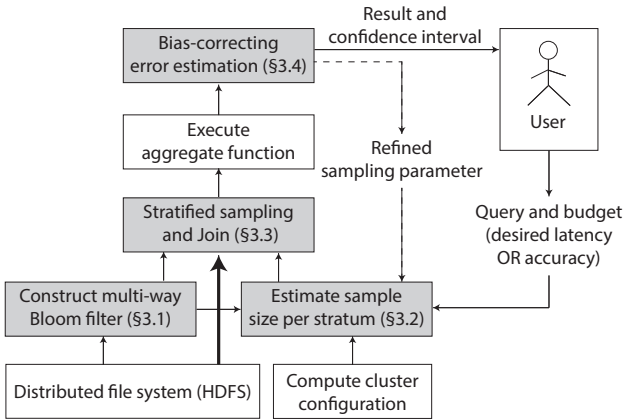 Result and
confidence interval
Bias-correcting
error estimation (§3.4)
User
Execute
aggregate function
Refined
sampling parameter
Stratified sampling
and Join (§3.3)
Query and budget
(desired latency
OR accuracy)
Construct multi-way
Bloom filter (§3.1)
Estimate sample
size per stratum (§3.2)
Distributed file system (HDFS)
Compute cluster
configuration